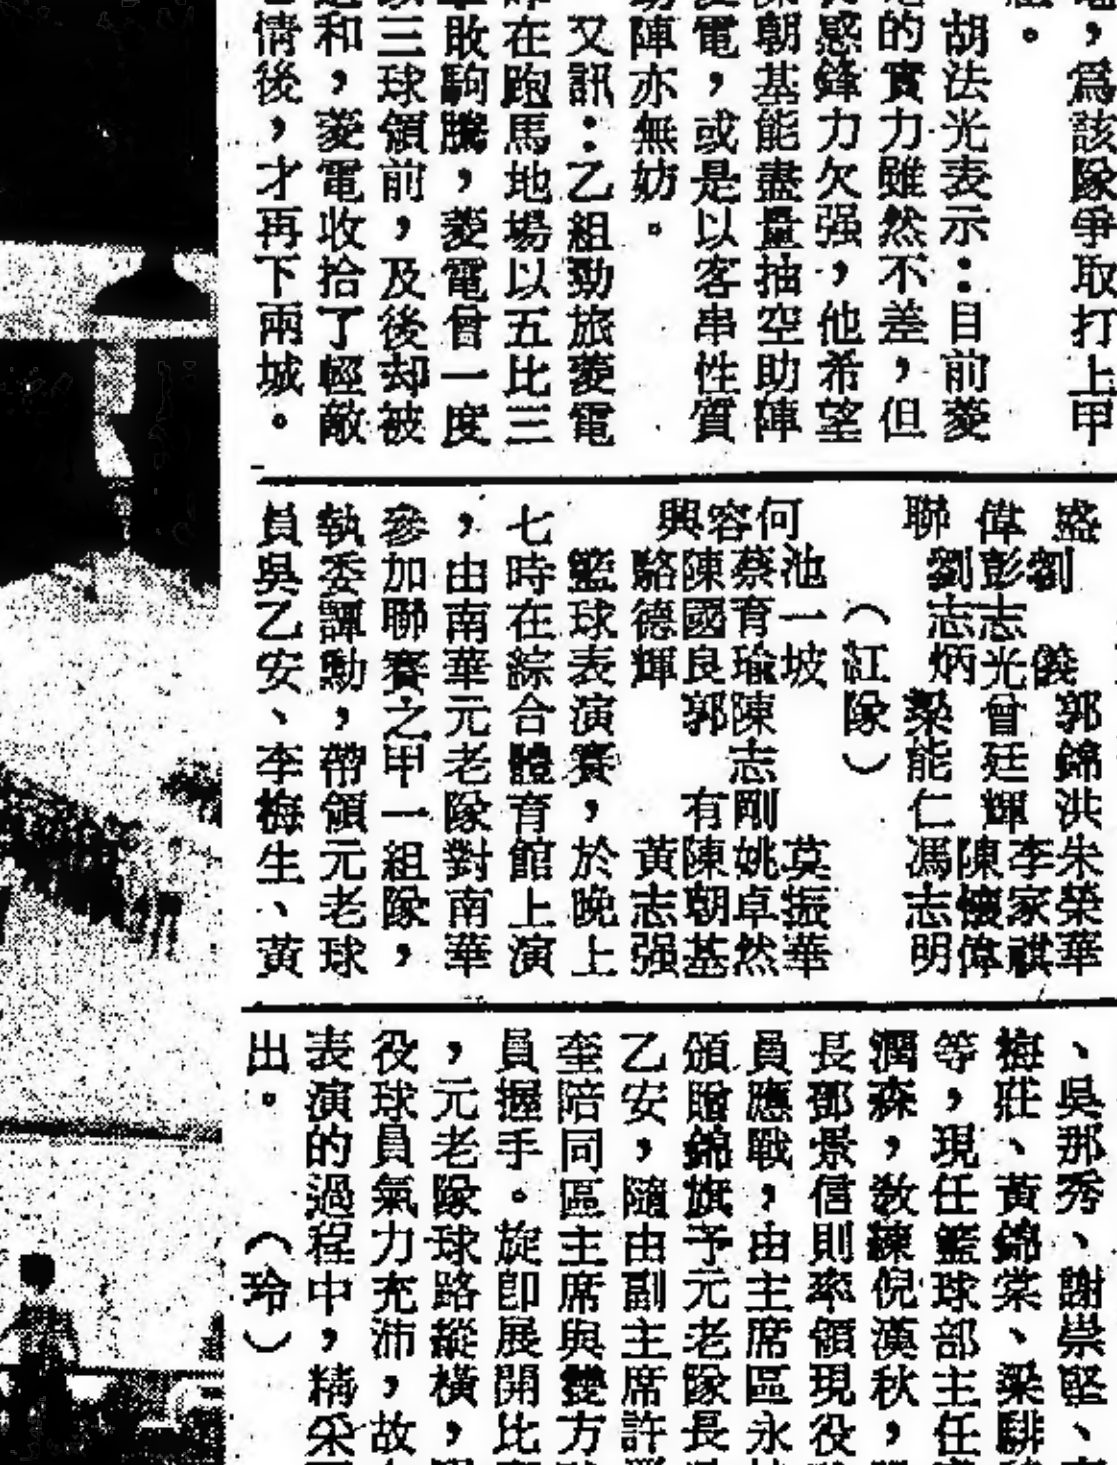 ，爲該隊爭取打上甲
。
胡法光表示：目前菱
的實力雖然不差，但
感鋒力欠强，他希望
朝基能盡量抽空助陣
電，或是以客串性質
陣亦無妨。
又訊：乙組勁旅菱電
在跑馬地場以五比三
敗駒騰，菱電曾一度
三球領前，及後却被
和，菱電收拾了輕敵
情後，才再下兩城。
盛劉　儀郭錦洪朱榮華
偉彭志光曾廷輝李家祺
聯劉志炳梁能仁陳懷偉
馮志明
（紅隊）
池一坡　莫振華
何蔡育瑜陳志剛姚卓然
容陳國良郭　有陳朝基
興駱德輝　黃志强
籃球表演賽，於晚上
七時在綜合體育館上演
，由南華元老隊對南華
參加聯賽之甲一組隊，
執委譚勳，帶領元老球
員吳乙安、李梅生、黃
、吳那秀、謝崇堅、
梅莊、黃錦棠、梁騑
等，現任籃球部主任
潤森，敎練倪漢秋，
長鄧景信則率領現役
員應戰，由主席區永
頒贈錦旗予元老隊長
乙安，隨由副主席許
奎陪同區主席與雙方
員握手。旋即展開比
，元老隊球路縱橫，
役球員氣力充沛，故
表演的過程中，精采
出。　（玲）